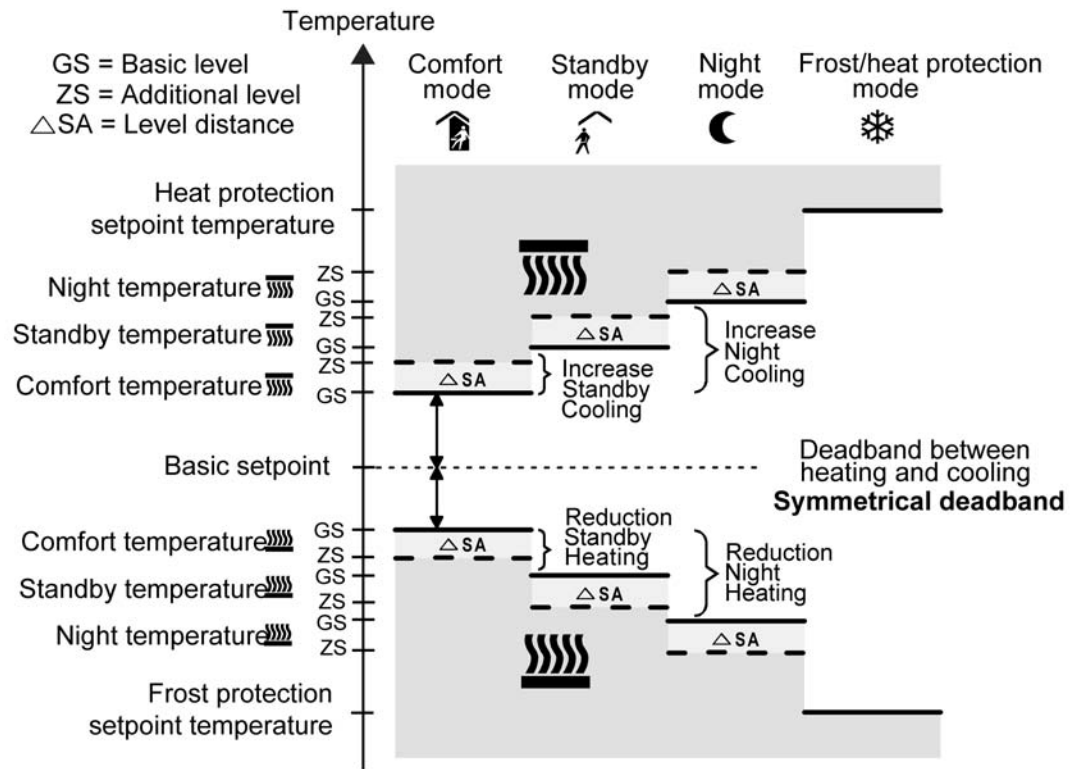 Temperature
GS = Basic level
ZS = Additional level
△SA = Level distance
Comfort
mode
Standby
mode
Night
mode
Frost/heat protection
mode
Heat protection
setpoint temperature
Night temperature
ZS
GS
△SA
Standby temperature
ZS
GS
△SA
Comfort temperature
ZS
GS
△SA
Increase
Standby
Cooling
Increase
Night
Cooling
Basic setpoint
Deadband between
heating and cooling
Symmetrical deadband
Comfort temperature
GS
ZS
△SA
Reduction
Standby
Heating
Reduction
Night
Heating
Standby temperature
GS
ZS
△SA
Night temperature
GS
ZS
△SA
Frost protection
setpoint temperature